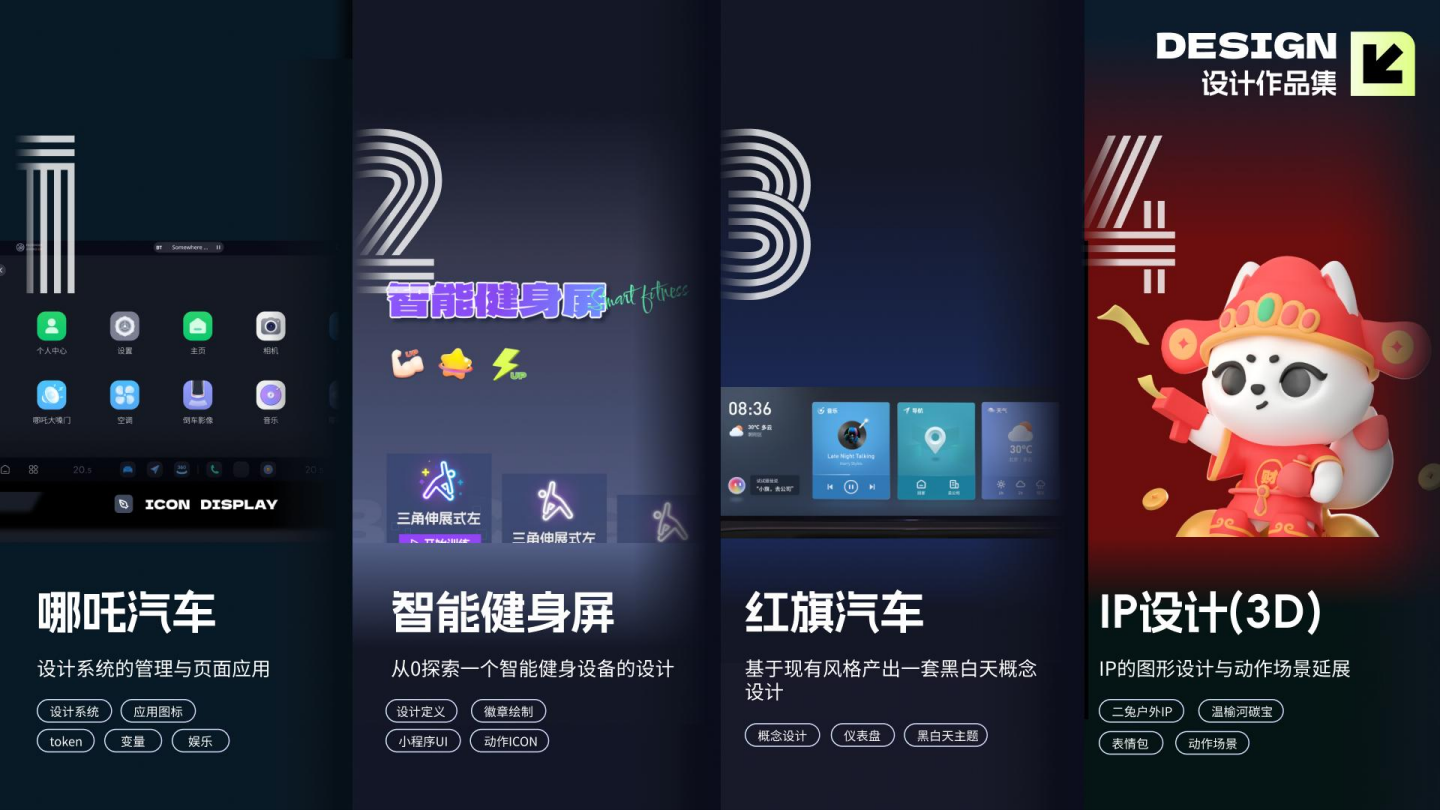 DESIGN
设计作品集
1
Somewhere ...
个人中心
设置
主页
相机
哪吒大嘴门
空调
倒车影像
音乐
20.5
360
20
ICON DISPLAY
哪吒汽车
设计系统的管理与页面应用
设计系统
应用图标
token
变量
娱乐
2
智能健身屏
Smart fitness
UP
UP
三角伸展式左
开始训练
三角伸展式左
智能健身屏
从0探索一个智能健身设备的设计
设计定义
徽章绘制
小程序UI
动作ICON
3
08:36
30℃ 多云
音乐
Late Night Talking
导航
天气
30°C
"小旗，去公司"
红旗汽车
基于现有风格产出一套黑白天概念
设计
概念设计
仪表盘
黑白天主题
4
IP设计(3D)
IP的图形设计与动作场景延展
二兔户外IP
温榆河碳宝
表情包
动作场景